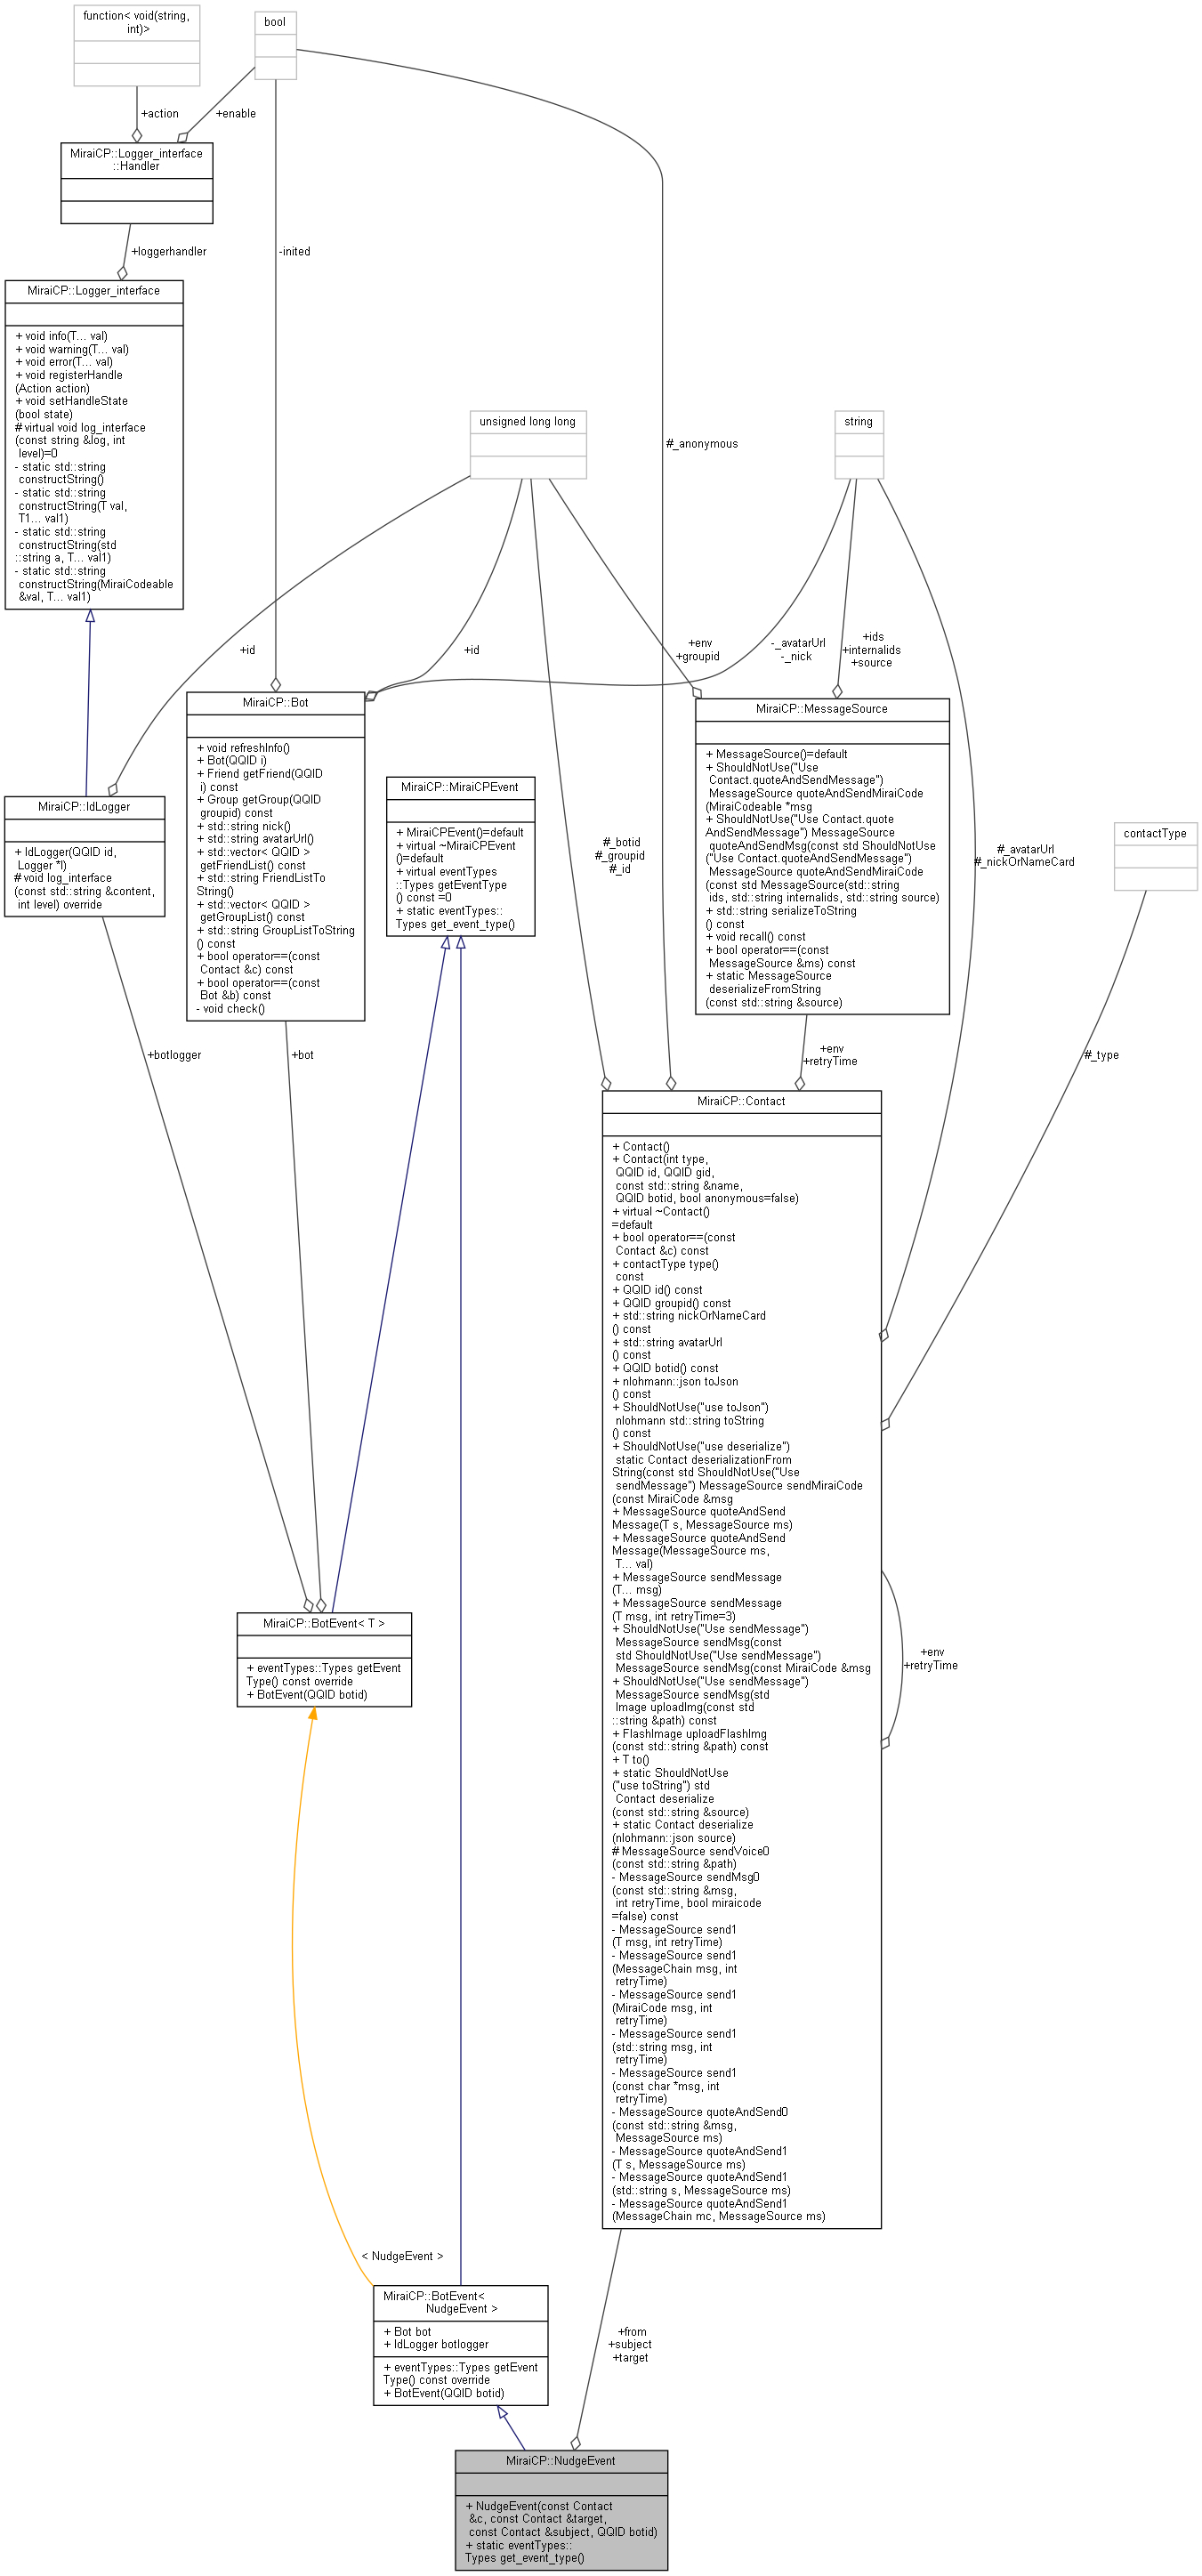 function< void(string,
int)>
bool
+action
+enable
MiraiCP::Logger_interface
::Handler
+loggerhandler
-inited
MiraiCP::Logger_interface
+ void info(T... val)
+ void warning(T... val)
+ void error(T... val)
+ void registerHandle
(Action action)
+ void setHandleState
(bool state)
# virtual void log_interface
(const string &log, int
level)=0
- static std::string
constructString()
- static std::string
constructString(T val,
T1... val1)
- static std::string
constructString(std
::string a, T... val1)
- static std::string
constructString(MiraiCodeable
&val, T... val1)
unsigned long long
string
#_anonymous
+id
+id
+env
+groupid
-_avatarUrl
-_nick
+ids
+internalids
+source
MiraiCP::Bot
+ void refreshInfo()
+ Bot(QQID i)
+ Friend getFriend(QQID
i) const
+ Group getGroup(QQID
groupid) const
+ std::string nick()
+ std::string avatarUrl()
+ std::vector< QQID >
getFriendList() const
+ std::string FriendListTo
String()
+ std::vector< QQID >
getGroupList() const
+ std::string GroupListToString
() const
+ bool operator==(const
Contact &c) const
+ bool operator==(const
Bot &b) const
- void check()
MiraiCP::MessageSource
+ MessageSource()=default
+ ShouldNotUse("Use
Contact.quoteAndSendMessage")
MessageSource quoteAndSendMiraiCode
(MiraiCodeable *msg
+ ShouldNotUse("Use Contact.quote
AndSendMessage") MessageSource
quoteAndSendMsg(const std ShouldNotUse
("Use Contact.quoteAndSendMessage")
MessageSource quoteAndSendMiraiCode
(const std MessageSource(std::string
ids, std::string internalids, std::string source)
+ std::string serializeToString
() const
+ void recall() const
+ bool operator==(const
MessageSource &ms) const
+ static MessageSource
deserializeFromString
(const std::string &source)
MiraiCP::IdLogger
+ IdLogger(QQID id,
Logger *l)
# void log_interface
(const std::string &content,
int level) override
MiraiCP::MiraiCPEvent
+ MiraiCPEvent()=default
+ virtual ~MiraiCPEvent
()=default
+ virtual eventTypes
::Types getEventType
() const =0
+ static eventTypes::
Types get_event_type()
#_botid
#_groupid
#_id
#_avatarUrl
#_nickOrNameCard
contactType
+botlogger
+bot
+env
+retryTime
#_type
MiraiCP::Contact
+ Contact()
+ Contact(int type,
QQID id, QQID gid,
const std::string &name,
QQID botid, bool anonymous=false)
+ virtual ~Contact()
=default
+ bool operator==(const
Contact &c) const
+ contactType type()
const
+ QQID id() const
+ QQID groupid() const
+ std::string nickOrNameCard
() const
+ std::string avatarUrl
() const
+ QQID botid() const
+ nlohmann::json toJson
() const
+ ShouldNotUse("use toJson")
nlohmann std::string toString
() const
+ ShouldNotUse("use deserialize")
static Contact deserializationFrom
String(const std ShouldNotUse("Use
sendMessage") MessageSource sendMiraiCode
(const MiraiCode &msg
+ MessageSource quoteAndSend
Message(T s, MessageSource ms)
+ MessageSource quoteAndSend
Message(MessageSource ms,
T... val)
+ MessageSource sendMessage
(T... msg)
+ MessageSource sendMessage
(T msg, int retryTime=3)
+ ShouldNotUse("Use sendMessage")
MessageSource sendMsg(const
std ShouldNotUse("Use sendMessage")
MessageSource sendMsg(const MiraiCode &msg
+ ShouldNotUse("Use sendMessage")
MessageSource sendMsg(std
Image uploadImg(const std
::string &path) const
+ FlashImage uploadFlashImg
(const std::string &path) const
+ T to()
+ static ShouldNotUse
("use toString") std
Contact deserialize
(const std::string &source)
+ static Contact deserialize
(nlohmann::json source)
# MessageSource sendVoice0
(const std::string &path)
- MessageSource sendMsg0
(const std::string &msg,
int retryTime, bool miraicode
=false) const
- MessageSource send1
(T msg, int retryTime)
- MessageSource send1
(MessageChain msg, int
retryTime)
- MessageSource send1
(MiraiCode msg, int
retryTime)
- MessageSource send1
(std::string msg, int
retryTime)
- MessageSource send1
(const char *msg, int
retryTime)
- MessageSource quoteAndSend0
(const std::string &msg,
MessageSource ms)
- MessageSource quoteAndSend1
(T s, MessageSource ms)
- MessageSource quoteAndSend1
(std::string s, MessageSource ms)
- MessageSource quoteAndSend1
(MessageChain mc, MessageSource ms)
+env
+retryTime
MiraiCP::BotEvent< T >
+ eventTypes::Types getEvent
Type() const override
+ BotEvent(QQID botid)
< NudgeEvent >
MiraiCP::BotEvent<
NudgeEvent >
+ Bot bot
+ IdLogger botlogger
+ eventTypes::Types getEvent
Type() const override
+ BotEvent(QQID botid)
+from
+subject
+target
MiraiCP::NudgeEvent
+ NudgeEvent(const Contact
&c, const Contact &target,
const Contact &subject, QQID botid)
+ static eventTypes::
Types get_event_type()